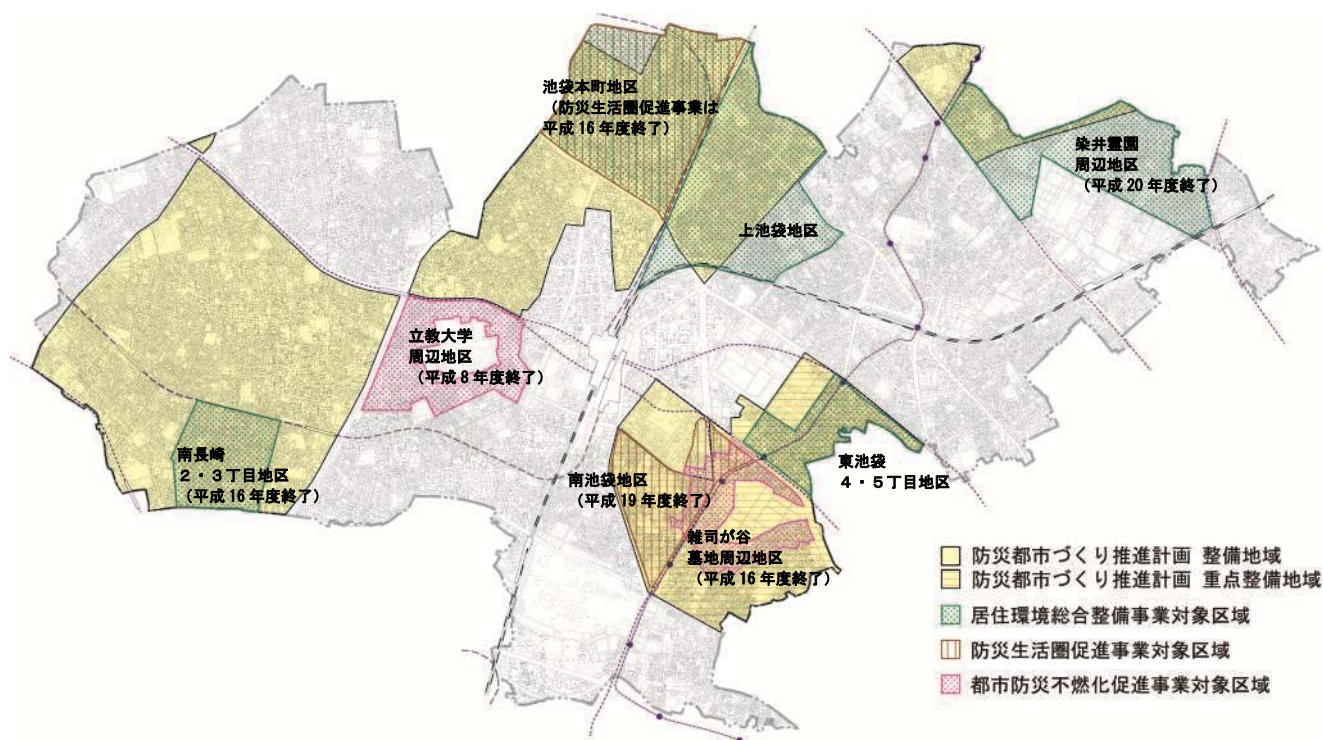 池袋本町地区
（防災生活圏促進事業は
平成16年度終了）
染井霊園
周辺地区
（平成20年度終了）
上池袋地区
立教大学
周辺地区
（平成8年度終了）
南長崎
２・３丁目地区
（平成16年度終了）
南池袋地区
（平成19年度終了）
東池袋
４・５丁目地区
雑司が谷
墓地周辺地区
（平成16年度終了）
防災都市づくり推進計画 整備地域
防災都市づくり推進計画 重点整備地域
居住環境総合整備事業対象区域
防災生活圏促進事業対象区域
都市防災不燃化促進事業対象区域